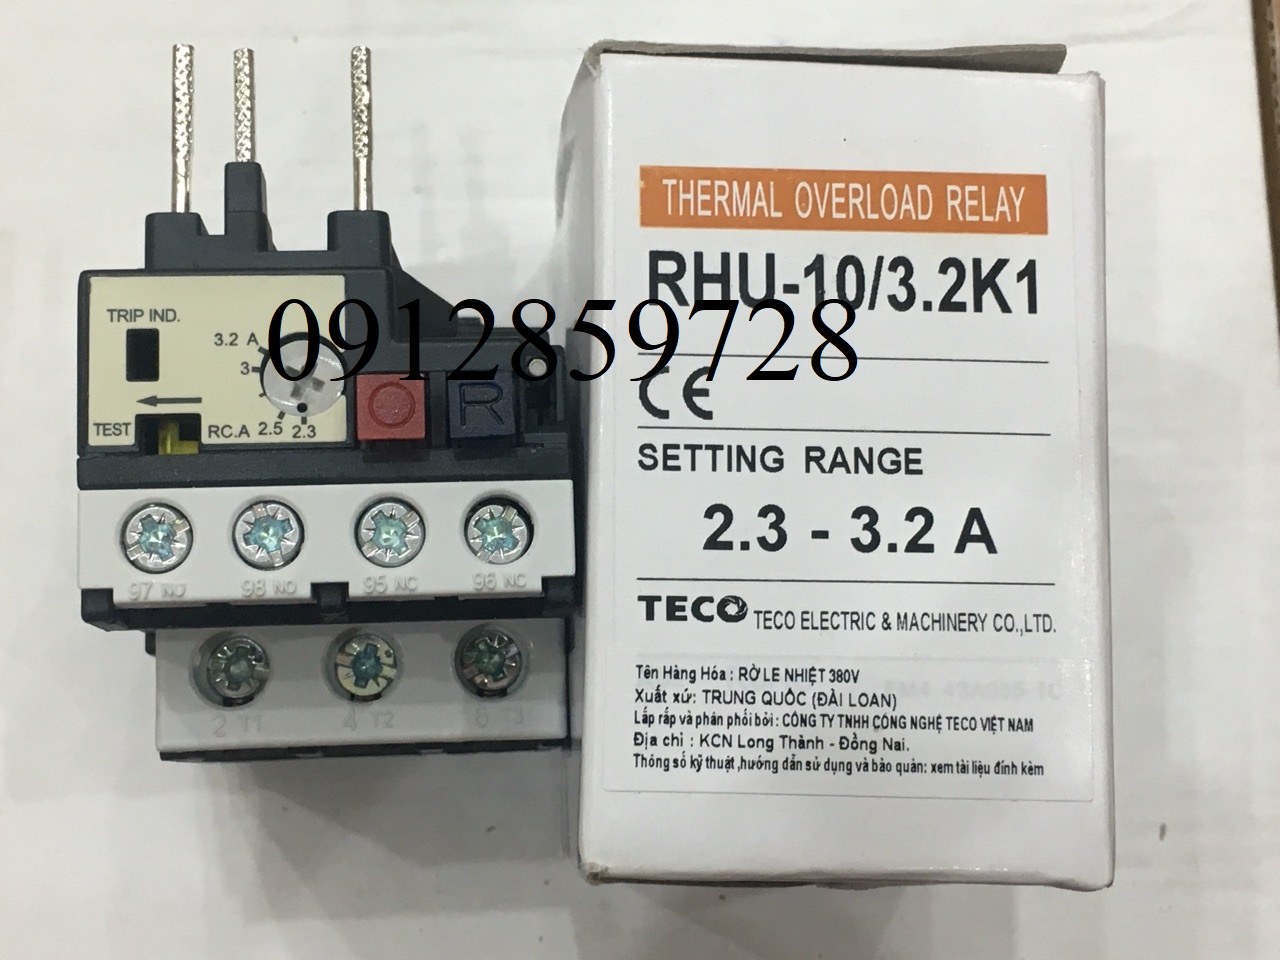 THERMAL OVERLOAD RELAY
RHU-10/3.2K1
0912859728
CE
SETTING RANGE
2.3 - 3.2 A
TECO TECO ELECTRIC & MACHINERY CO.,LTD.
Tên Hàng Hóa : RỜ LE NHIỆT 380V
Xuất xứ: TRUNG QUỐC (ĐÀI LOAN)
Lắp rắp và phân phối bởi : CÔNG TY TNHH CÔNG NGHỆ TECO VIỆT NAM
Địa chỉ : KCN Long Thành - Đồng Nai.
Thông số kỹ thuật ,hướng dẩn sử dụng và bảo quản: xem tài liệu đính kèm
TRIP IND.
3.2 A
3
2.5 2.3
TEST RC.A
O R
97 NO 98 NO 95 NC 96 NC
2 T1 4 T2 6 T3